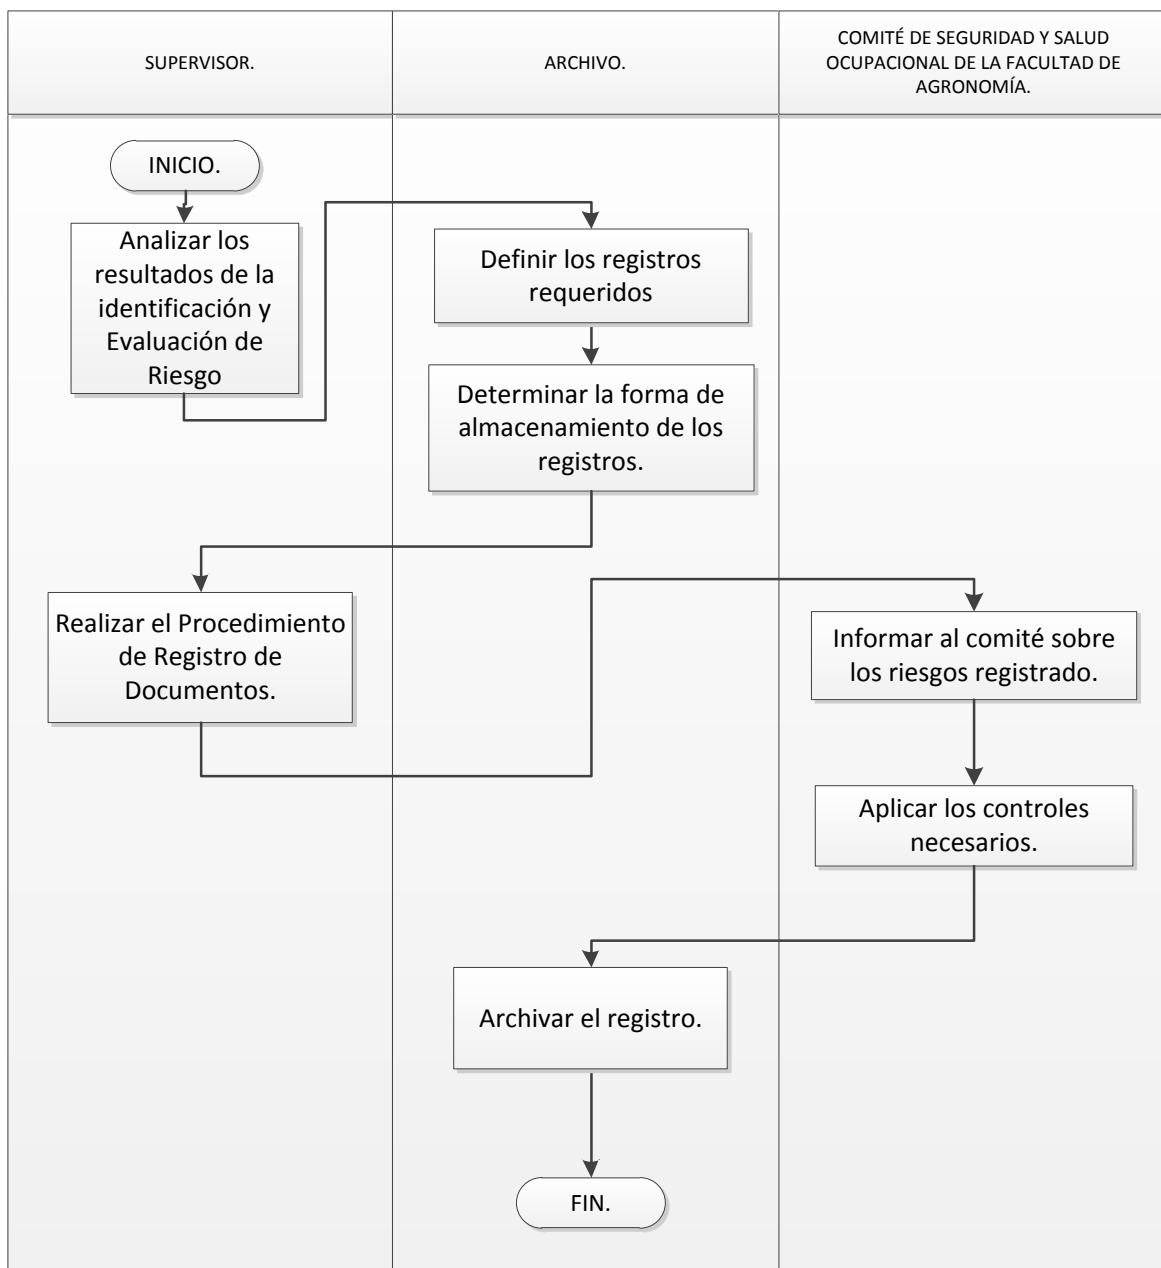 SUPERVISOR.
ARCHIVO.
COMITÉ DE SEGURIDAD Y SALUD
OCUPACIONAL DE LA FACULTAD DE
AGRONOMÍA.
INICIO.
Analizar los
resultados de la
identificación y
Evaluación de
Riesgo
Definir los registros
requeridos
Determinar la forma de
almacenamiento de los
registros.
Realizar el Procedimiento
de Registro de
Documentos.
Informar al comité sobre
los riesgos registrado.
Aplicar los controles
necesarios.
Archivar el registro.
FIN.